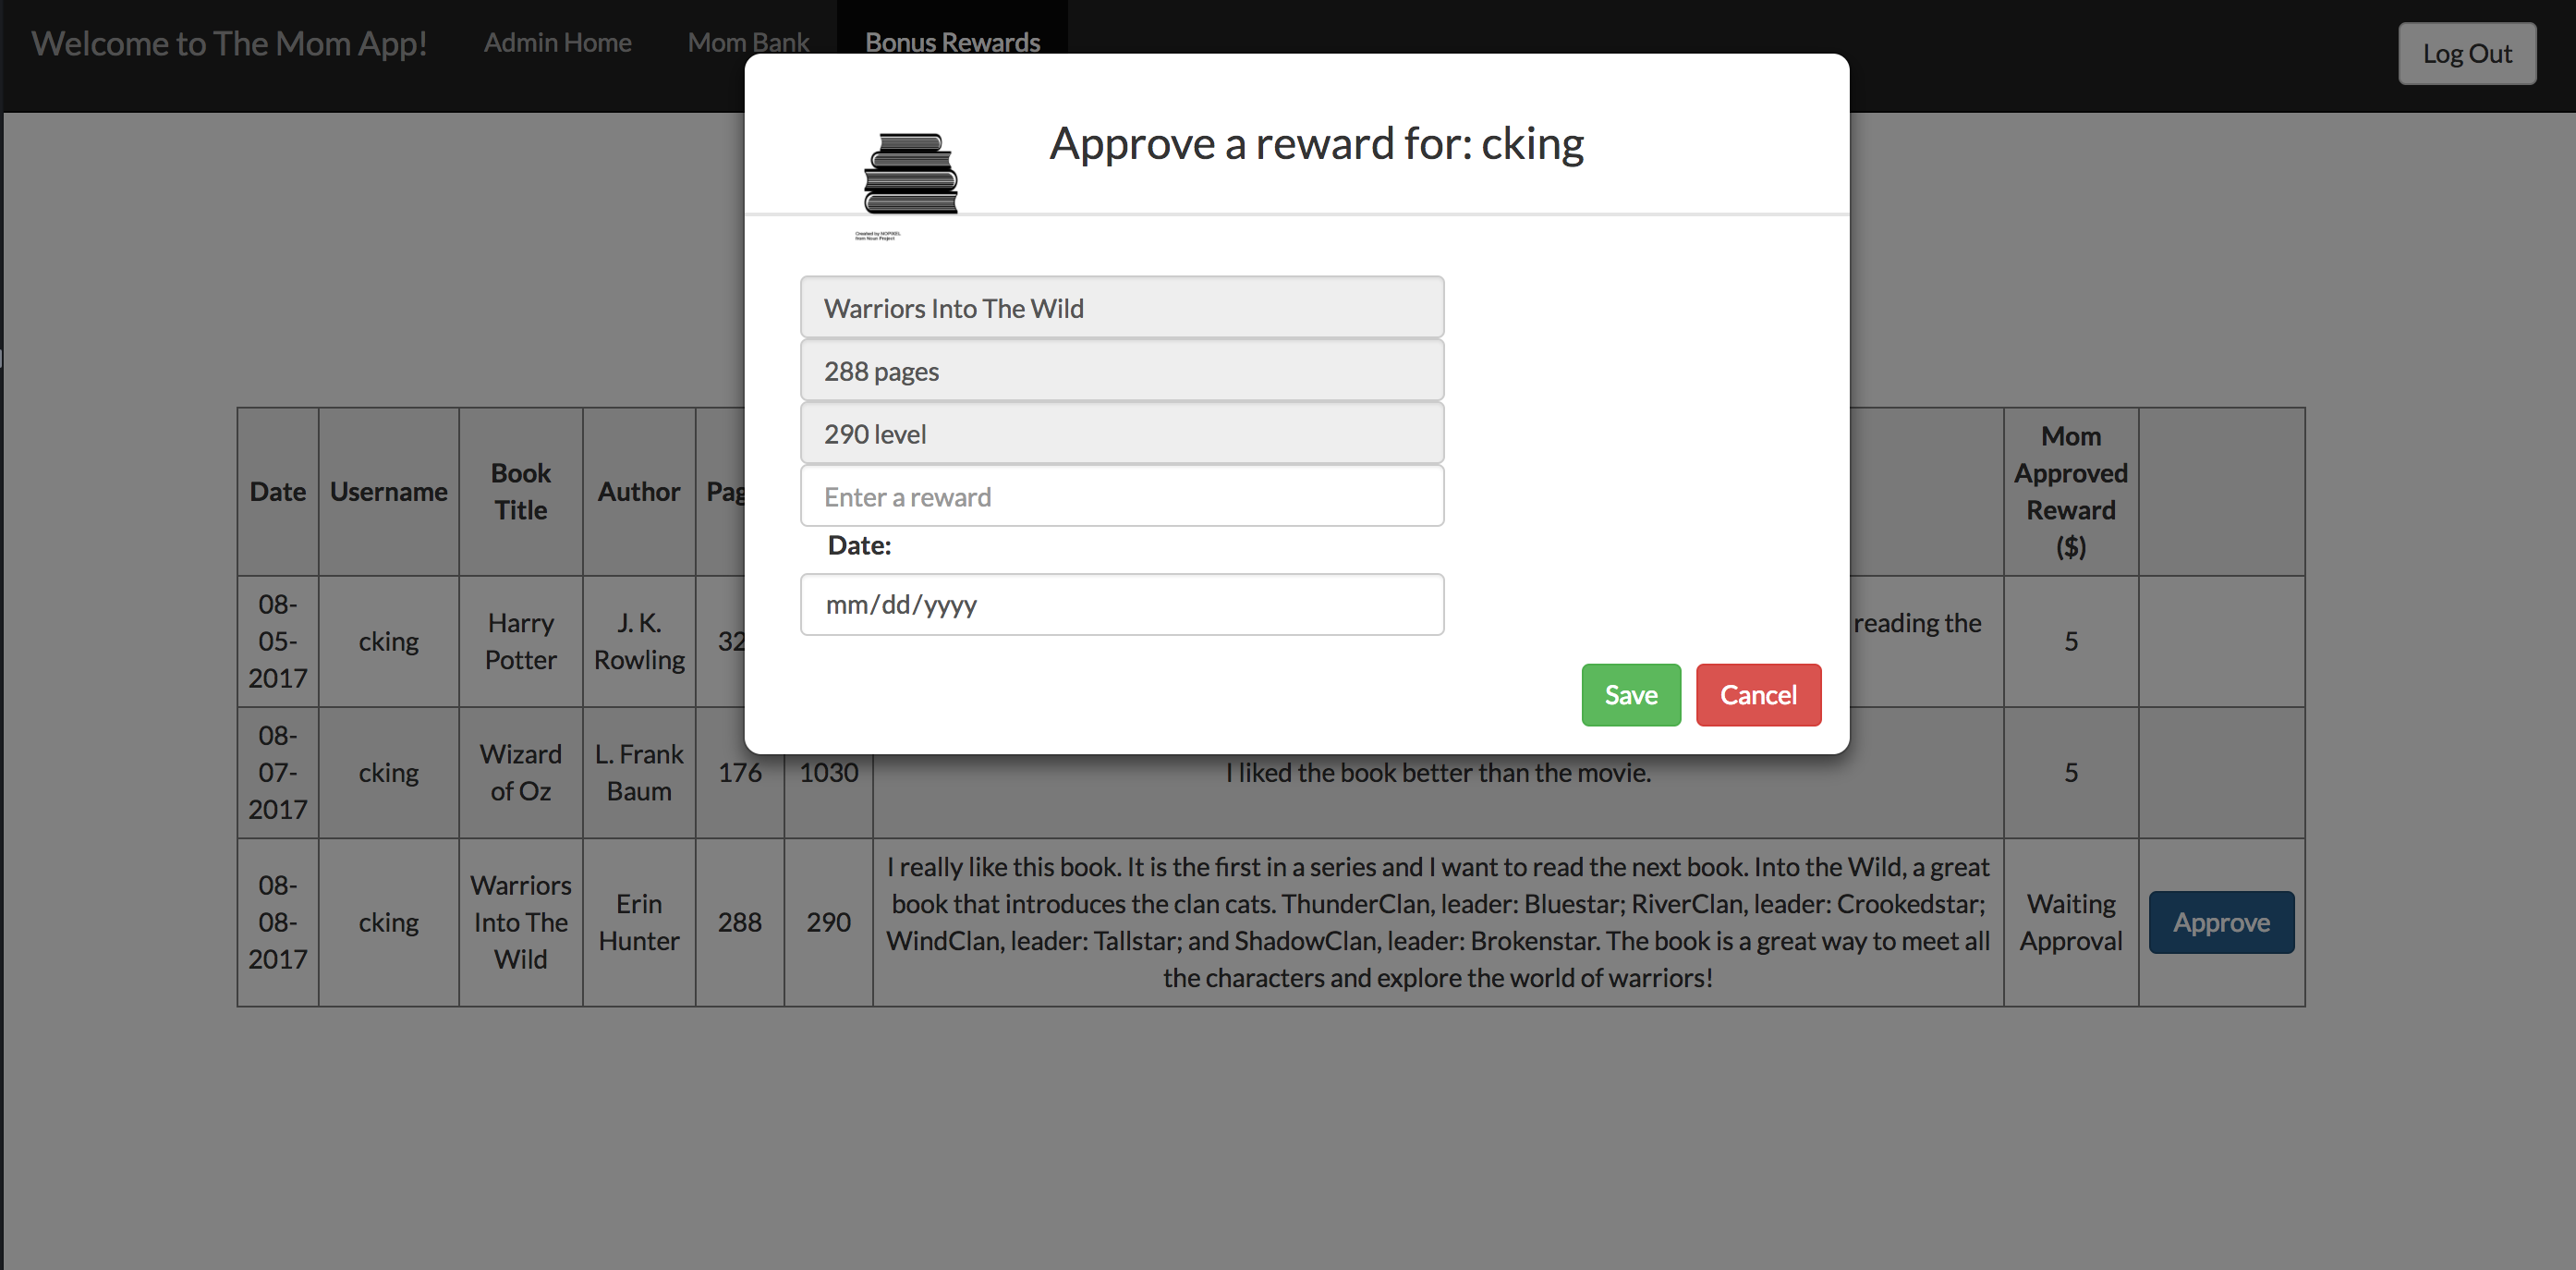 Welcome to The Mom App!
Admin Home
Mom Bank
Bonus Rewards
Log Out
Approve a reward for: cking
Created by NOPIXEL
from Noun Project
Warriors Into The Wild
288 pages
290 level
Enter a reward
Date:
mm/dd/yyyy
Save
Cancel
Date
Username
Book
Title
Author
Pag
Mom
Approved
Reward
($)
08-
05-
2017
cking
Harry
Potter
J. K.
Rowling
32
reading the
5
08-
07-
2017
cking
Wizard
of Oz
L. Frank
Baum
176
1030
I liked the book better than the movie.
5
08-
08-
2017
cking
Warriors
Into The
Wild
Erin
Hunter
288
290
I really like this book. It is the first in a series and I want to read the next book. Into the Wild, a great
book that introduces the clan cats. ThunderClan, leader: Bluestar; RiverClan, leader: Crookedstar;
WindClan, leader: Tallstar; and ShadowClan, leader: Brokenstar. The book is a great way to meet all
the characters and explore the world of warriors!
Waiting
Approval
Approve